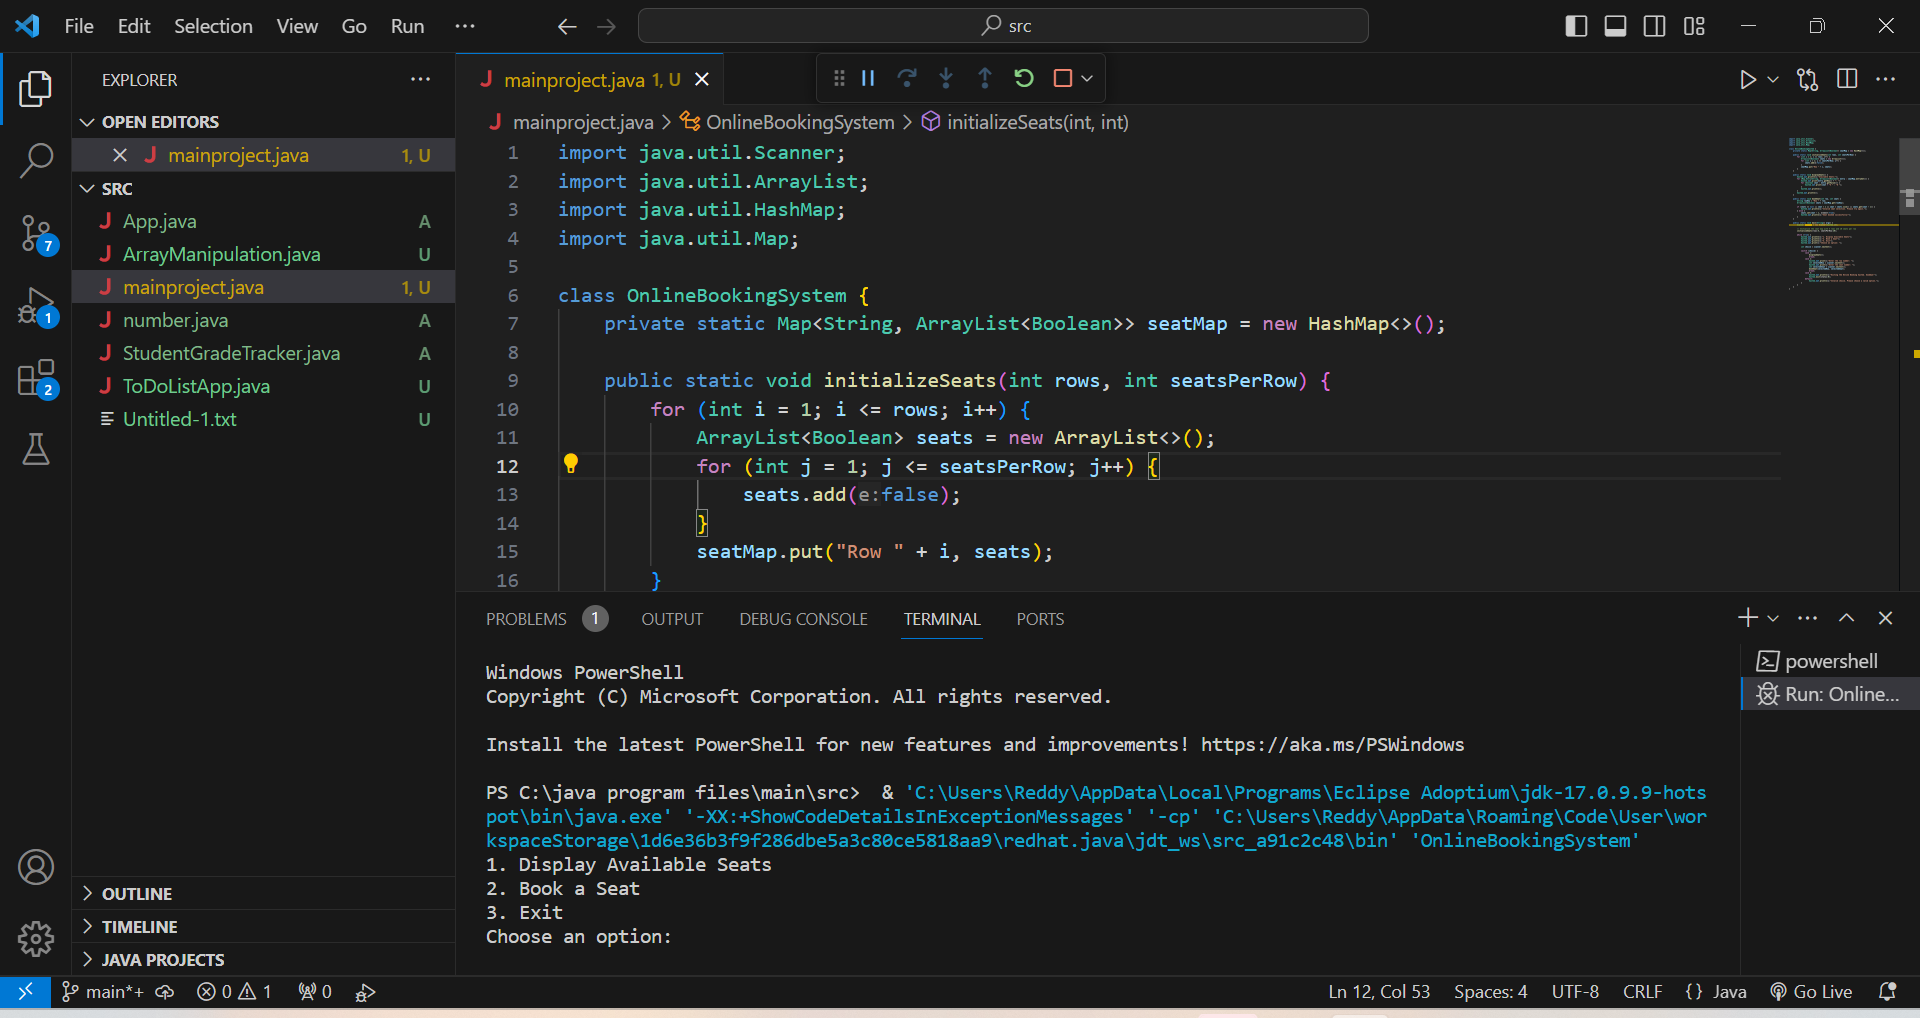 File Edit Selection View Go Run
src
EXPLORER
OPEN EDITORS
mainproject.java 1, U
SRC
App.java A
ArrayManipulation.java U
mainproject.java 1, U
number.java A
StudentGradeTracker.java A
ToDoListApp.java U
Untitled-1.txt U
7
1
2
OUTLINE
TIMELINE
JAVA PROJECTS
mainproject.java 1, U
mainproject.java > OnlineBookingSystem > initializeSeats(int, int)
1 import java.util.Scanner;
2 import java.util.ArrayList;
3 import java.util.HashMap;
4 import java.util.Map;
5
6 class OnlineBookingSystem {
7 private static Map<String, ArrayList<Boolean>> seatMap = new HashMap<>();
8
9 public static void initializeSeats(int rows, int seatsPerRow) {
10 for (int i = 1; i <= rows; i++) {
11 ArrayList<Boolean> seats = new ArrayList<>();
12 for (int j = 1; j <= seatsPerRow; j++) {
13 seats.add(e:false);
14 }
15 seatMap.put("Row " + i, seats);
16 }
PROBLEMS 1 OUTPUT DEBUG CONSOLE TERMINAL PORTS
Windows PowerShell
Copyright (C) Microsoft Corporation. All rights reserved.
Install the latest PowerShell for new features and improvements! https://aka.ms/PSWindows
PS C:\java program files\main\src>  & 'C:\Users\Reddy\AppData\Local\Programs\Eclipse Adoptium\jdk-17.0.9.9-hots
pot\bin\java.exe' '-XX:+ShowCodeDetailsInExceptionMessages' '-cp' 'C:\Users\Reddy\AppData\Roaming\Code\User\wor
kspaceStorage\1d6e36b3f9f286dbe5a3c80ce5818aa9\redhat.java\jdt_ws\src_a91c2c48\bin' 'OnlineBookingSystem'
1. Display Available Seats
2. Book a Seat
3. Exit
Choose an option:
powershell
Run: Online...
main*+ 0 1 0
Ln 12, Col 53 Spaces: 4 UTF-8 CRLF {} Java Go Live